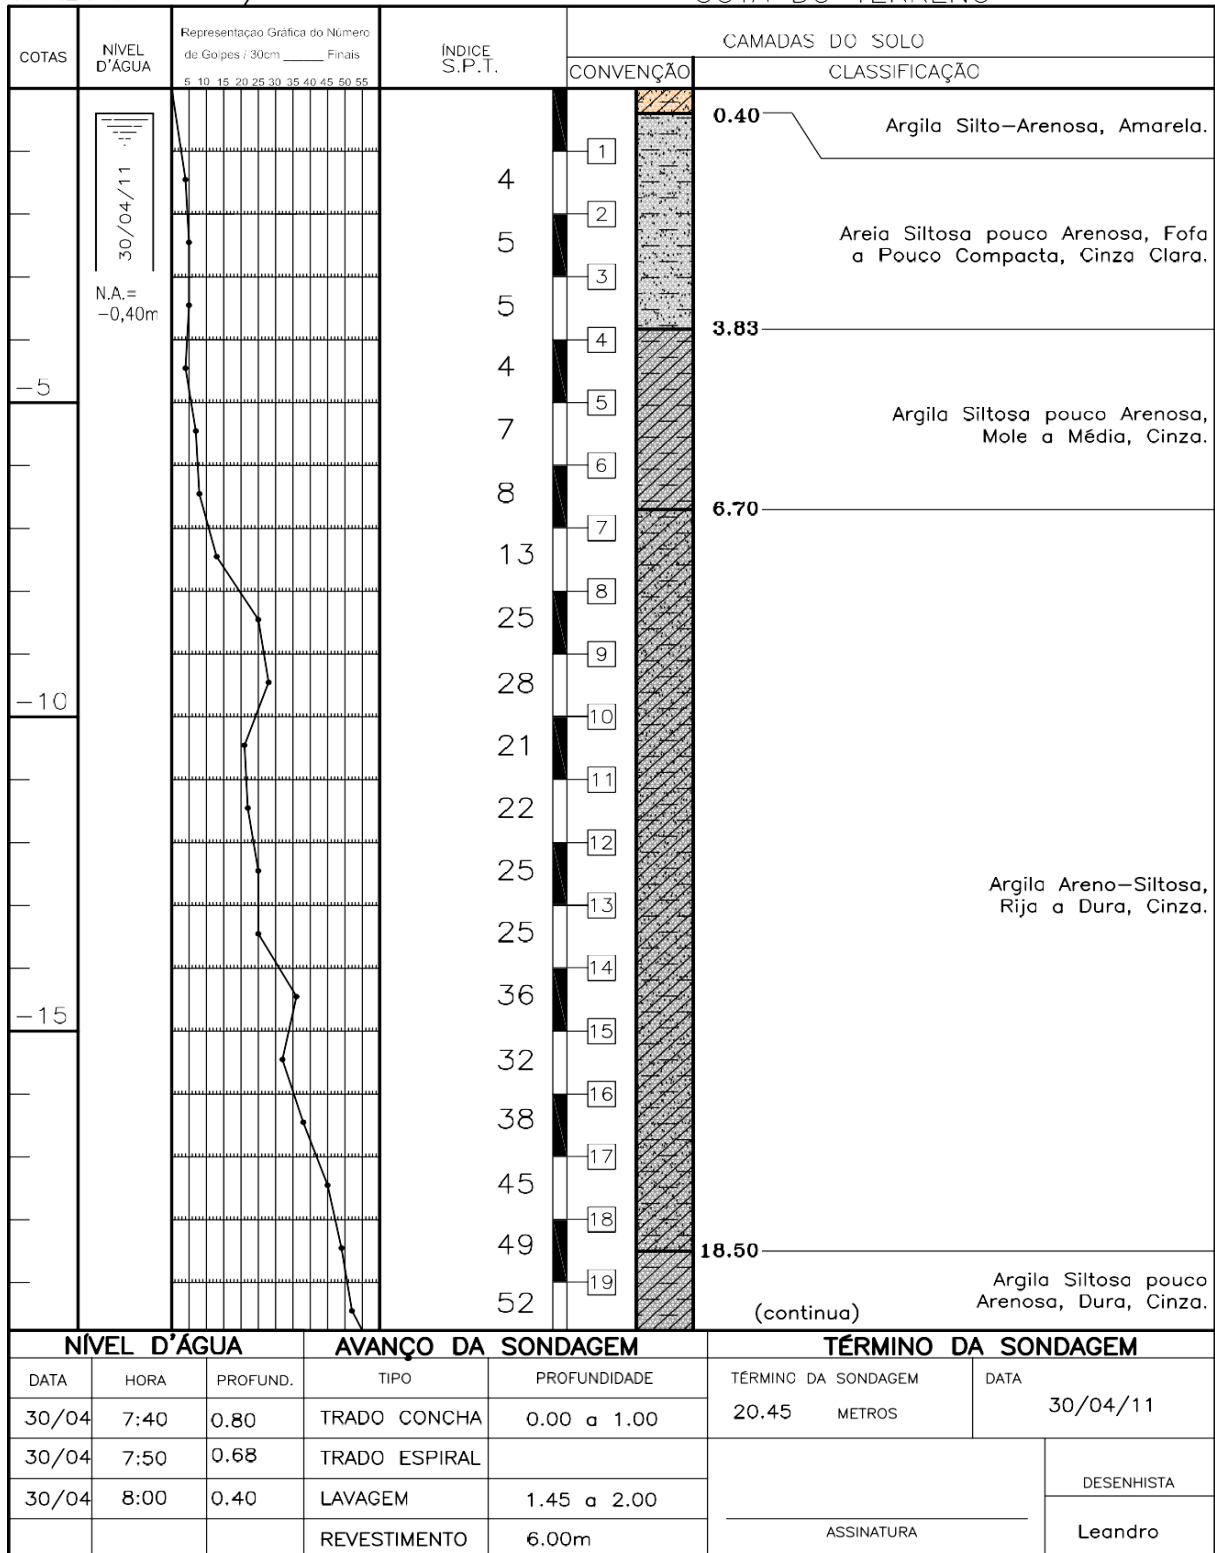 COTA DO TERRENO
COTAS
NÍVEL
D'ÁGUA
Representação Gráfica do Número
de Golpes / 30cm ______ Finais
5 10 15 20 25 30 35 40 45 50 55
ÍNDICE
S.P.T.
CAMADAS DO SOLO
CONVENÇÃO
CLASSIFICAÇÃO
0.40
Argila Silto-Arenosa, Amarela.
30/04/11
N.A.=
-0,40m
1
4
2
5
Areia Siltosa pouco Arenosa, Fofa
a Pouco Compacta, Cinza Clara.
3
5
3.83
4
4
-5
5
7
Argila Siltosa pouco Arenosa,
Mole a Média, Cinza.
6
8
6.70
7
13
8
25
9
28
-10
10
21
11
22
12
25
Argila Areno-Siltosa,
Rija a Dura, Cinza.
13
25
14
36
-15
15
32
16
38
17
45
18
49
18.50
19
52
Argila Siltosa pouco
Arenosa, Dura, Cinza.
(continua)
NÍVEL D'ÁGUA
AVANÇO DA SONDAGEM
TÉRMINO DA SONDAGEM
DATA HORA PROFUND.
TIPO PROFUNDIDADE
TÉRMINO DA SONDAGEM
DATA
30/04 7:40 0.80
TRADO CONCHA 0.00 a 1.00
20.45 METROS
30/04/11
30/04 7:50 0.68
TRADO ESPIRAL
30/04 8:00 0.40
LAVAGEM 1.45 a 2.00
DESENHISTA
REVESTIMENTO 6.00m
ASSINATURA
Leandro